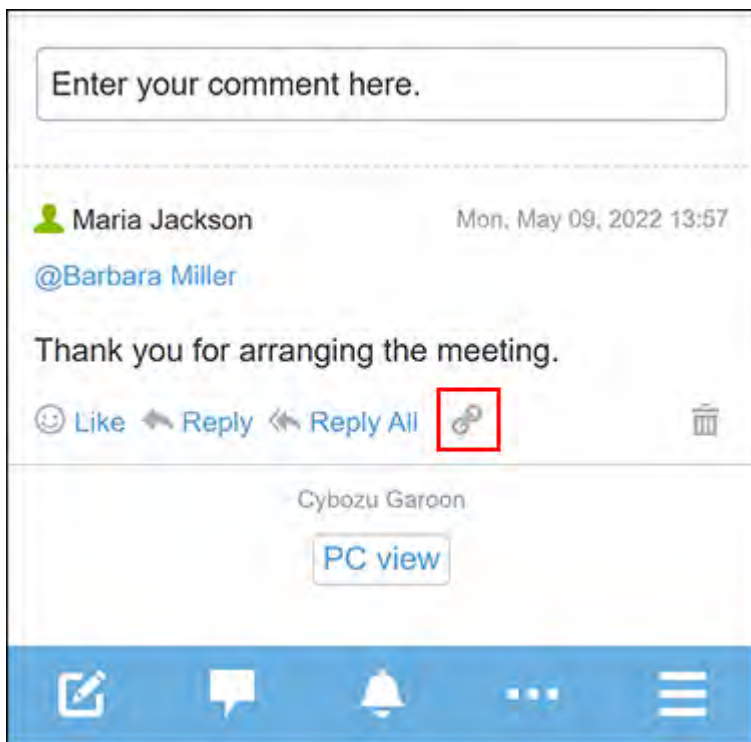 Enter your comment here.
Maria Jackson Mon, May 09, 2022 13:57
@Barbara Miller
Thank you for arranging the meeting.
Like Reply Reply All
Cybozu Garoon
PC view